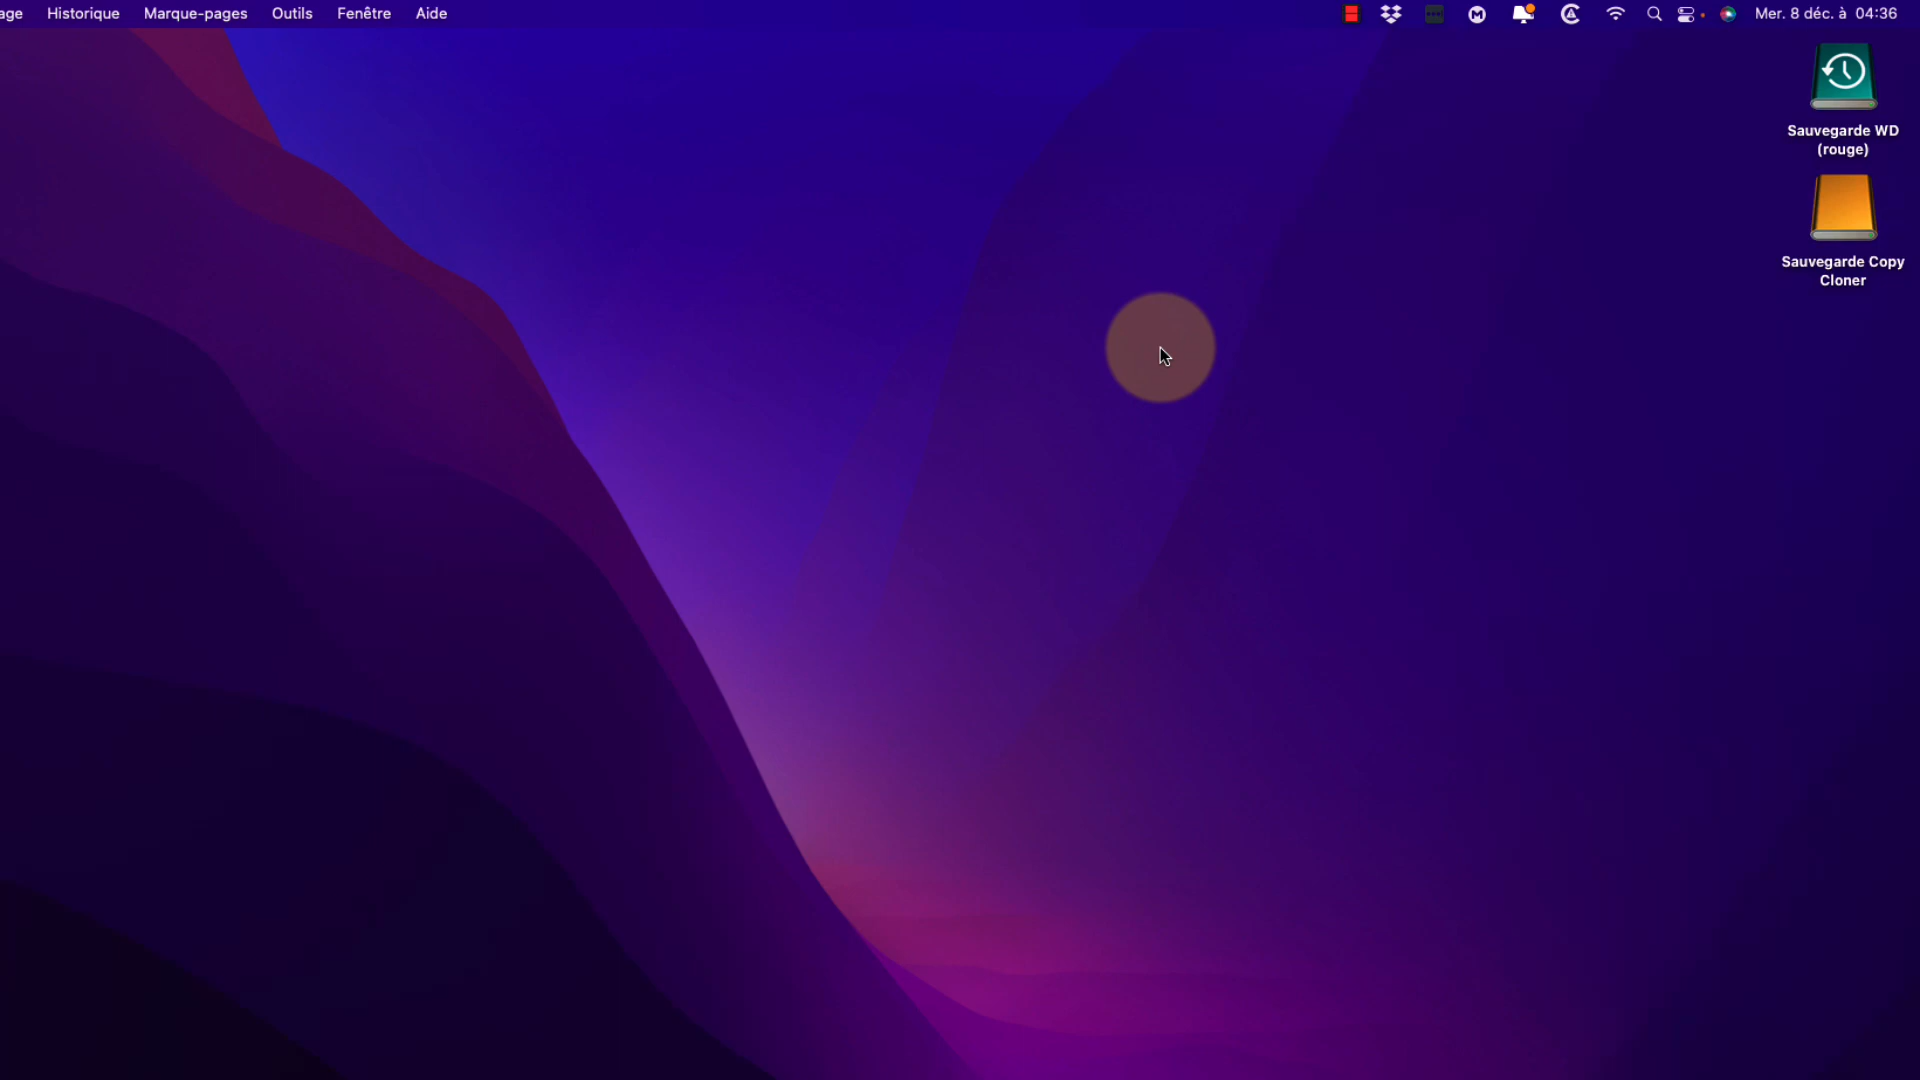 age Historique Marque-pages Outils Fenêtre Aide Mer. 8 déc. à 04:36
Sauvegarde WD
(rouge)
Sauvegarde Copy
Cloner